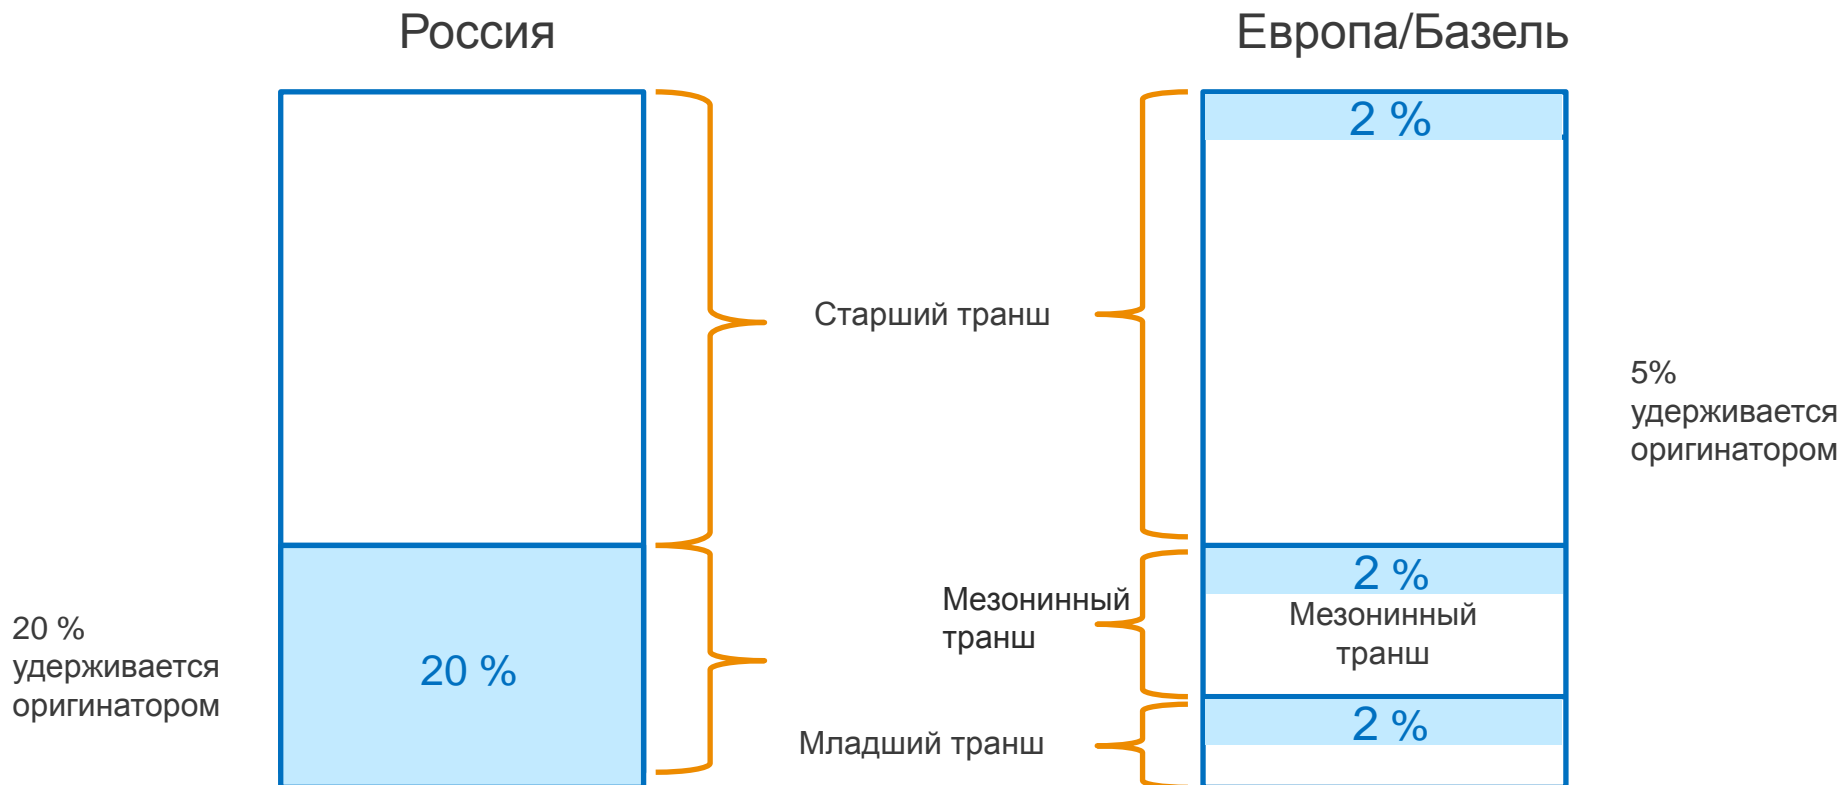 Россия
Европа/Базель
2 %
Старший транш
5%
удерживается
оригинатором
2 %
Мезонинный
транш
Мезонинный
транш
20 %
удерживается
оригинатором
20 %
2 %
Младший транш